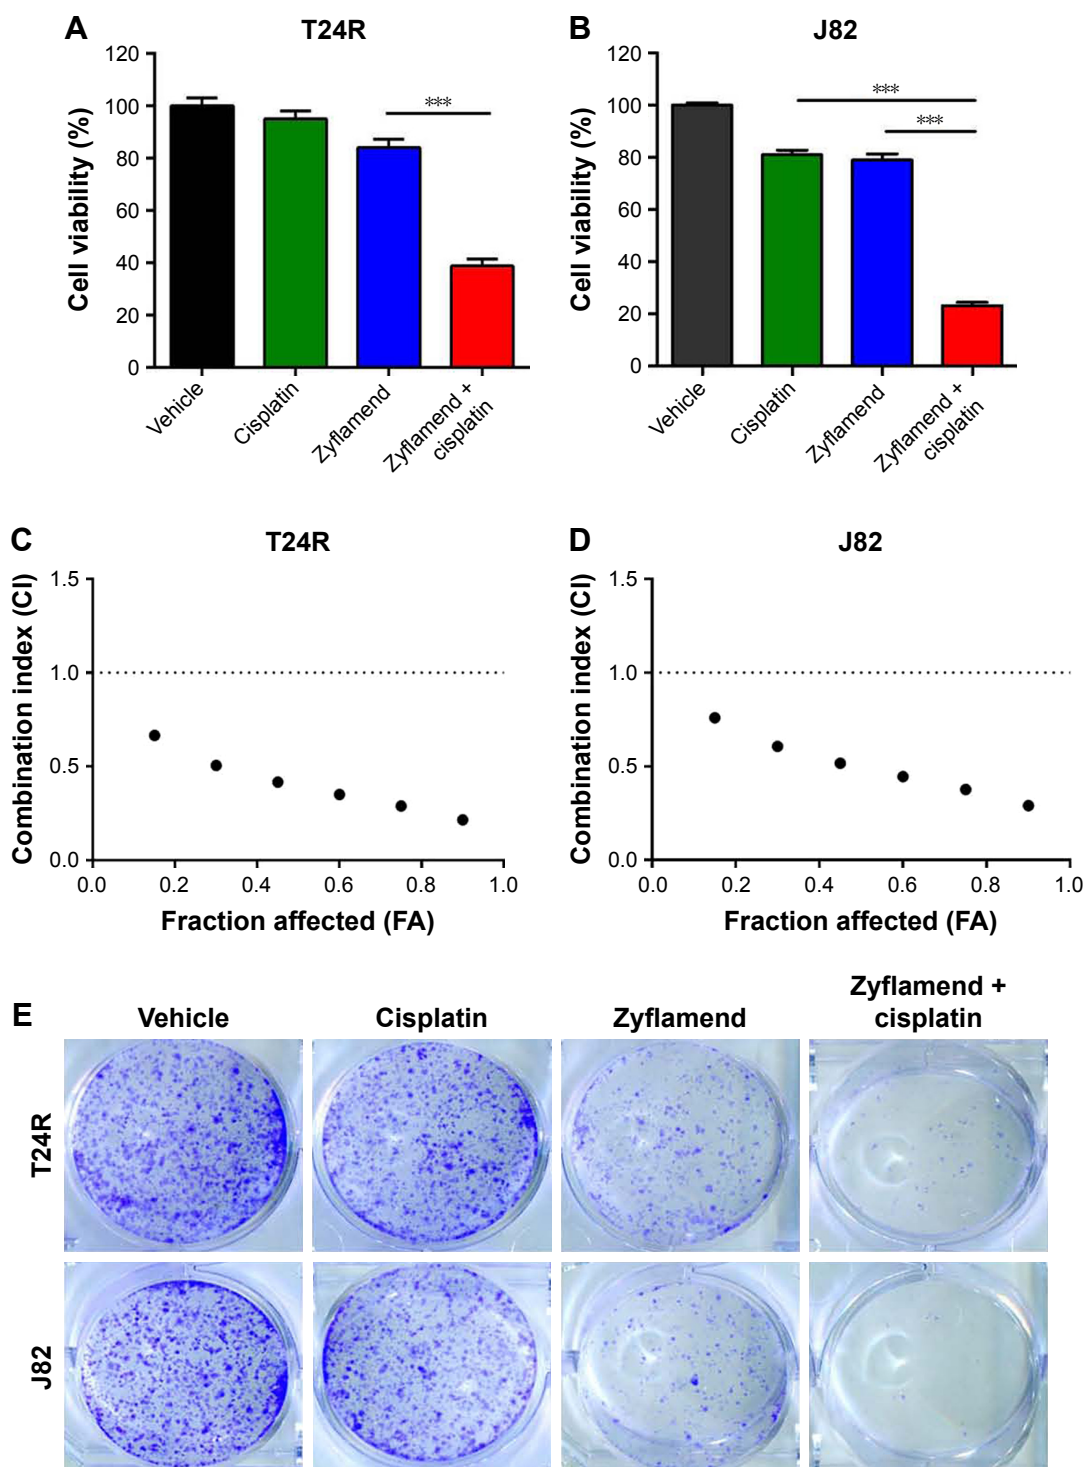 A
T24R
Cell viability (%)
120
100
80
60
40
20
0
***
Vehicle
Cisplatin
Zyflamend
Zyflamend +
cisplatin
B
J82
Cell viability (%)
120
100
80
60
40
20
0
***
***
Vehicle
Cisplatin
Zyflamend
Zyflamend +
cisplatin
C
T24R
Combination index (CI)
1.5
1.0
0.5
0.0
0.0 0.2 0.4 0.6 0.8 1.0
Fraction affected (FA)
D
J82
Combination index (CI)
1.5
1.0
0.5
0.0
0.0 0.2 0.4 0.6 0.8 1.0
Fraction affected (FA)
E
Vehicle
Cisplatin
Zyflamend
Zyflamend +
cisplatin
T24R
J82